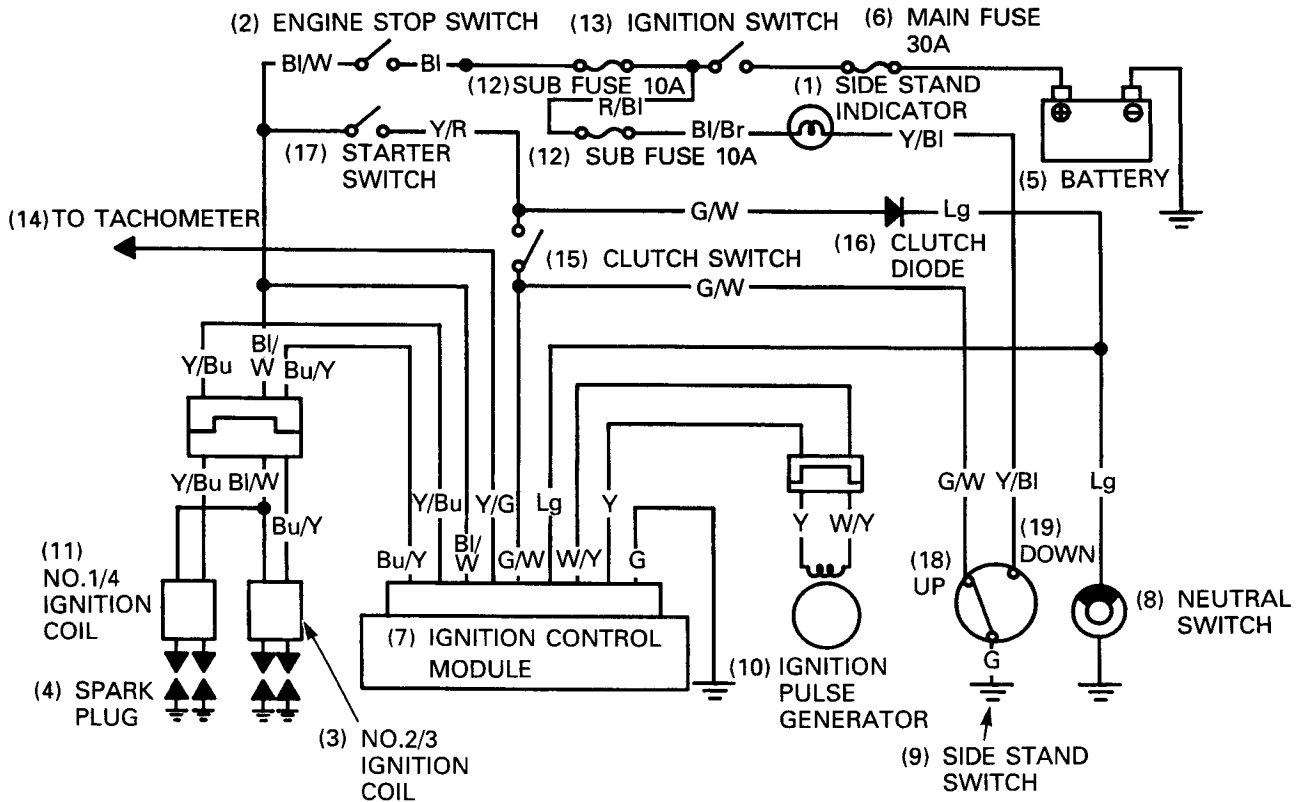 (2) ENGINE STOP SWITCH
(13) IGNITION SWITCH
(6) MAIN FUSE
30A
Bl/W
Bl
(12) SUB FUSE 10A
R/Bl
(1) SIDE STAND
INDICATOR
Y/R
(17) STARTER
SWITCH
(12) SUB FUSE 10A
Bl/Br
Y/Bl
(5) BATTERY
(14) TO TACHOMETER
G/W
Lg
(16) CLUTCH
DIODE
(15) CLUTCH SWITCH
G/W
Y/Bu
Bl/
W
Bu/Y
Y/Bu
Bl/W
Bu/Y
Bu/Y
Y/Bu
Bl/
W
Y/G
G/W
Lg
W/Y
Y
G
Y
W/Y
G/W
Y/Bl
Lg
(11)
NO.1/4
IGNITION
COIL
(18)
UP
(19)
DOWN
(8) NEUTRAL
SWITCH
(7) IGNITION CONTROL
MODULE
G
(4) SPARK
PLUG
(10) IGNITION
PULSE
GENERATOR
(3) NO.2/3
IGNITION
COIL
(9) SIDE STAND
SWITCH